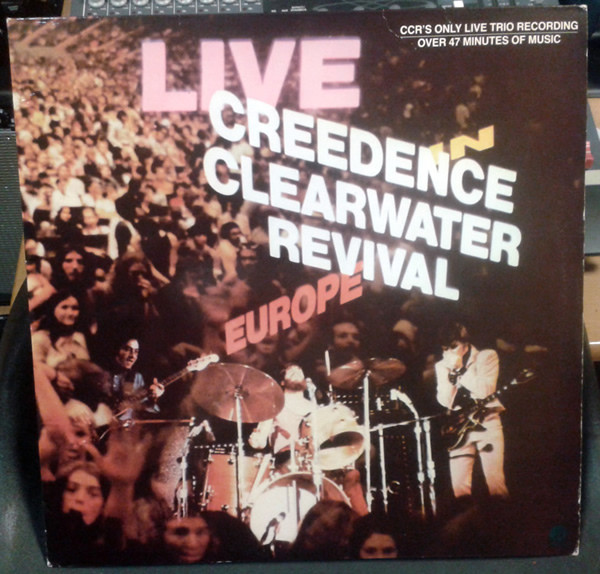 CCR'S ONLY LIVE TRIO RECORDING
OVER 47 MINUTES OF MUSIC
LIVE
IN
CREEDENCE
CLEARWATER
REVIVAL
EUROPE